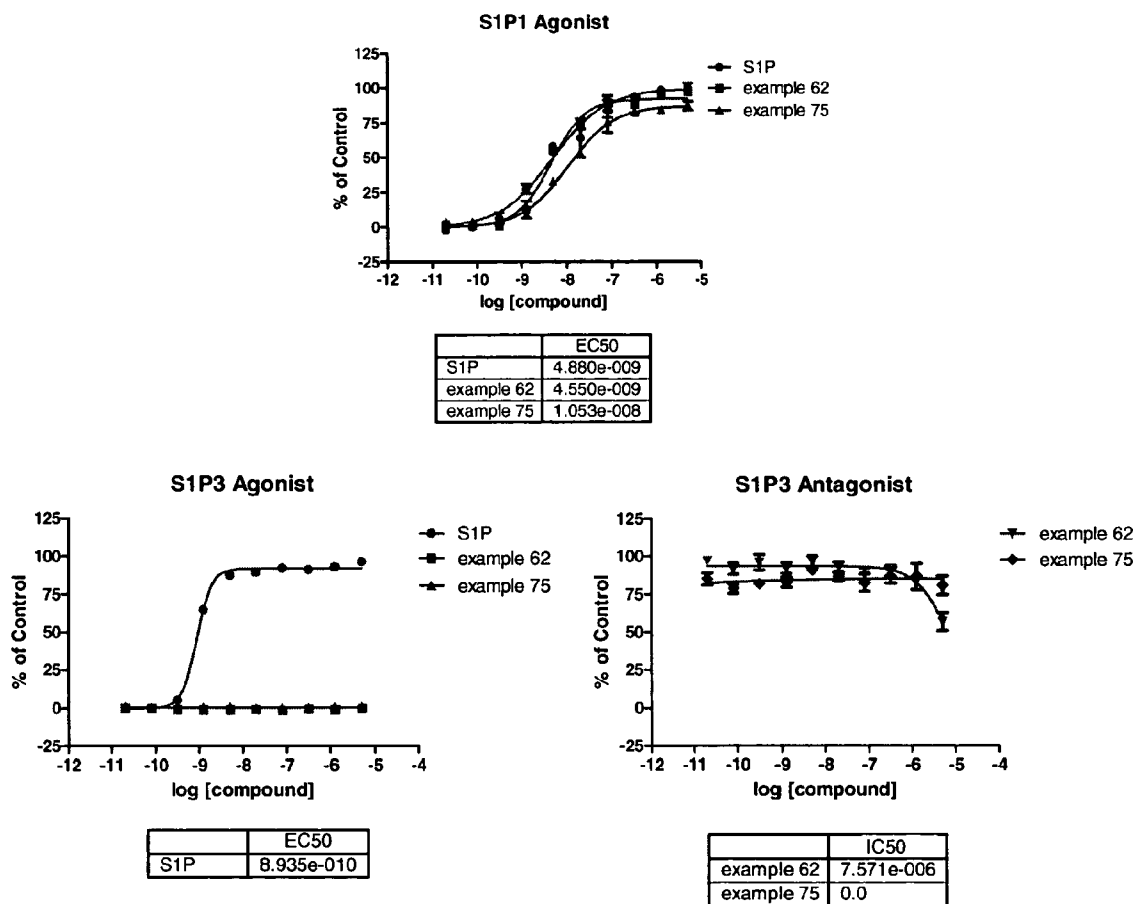 S1P1 Agonist
% of Control
125
100
75
50
25
0
-25
-12 -11 -10 -9 -8 -7 -6 -5
log [compound]
S1P
example 62
example 75
EC50
S1P 4.880e-009
example 62 4.550e-009
example 75 1.053e-008
S1P3 Agonist
% of Control
125
100
75
50
25
0
-25
-12 -11 -10 -9 -8 -7 -6 -5 -4
log [compound]
S1P
example 62
example 75
EC50
S1P 8.935e-010
S1P3 Antagonist
% of Control
125
100
75
50
25
0
-25
-12 -11 -10 -9 -8 -7 -6 -5 -4
log [compound]
example 62
example 75
IC50
example 62 7.571e-006
example 75 0.0